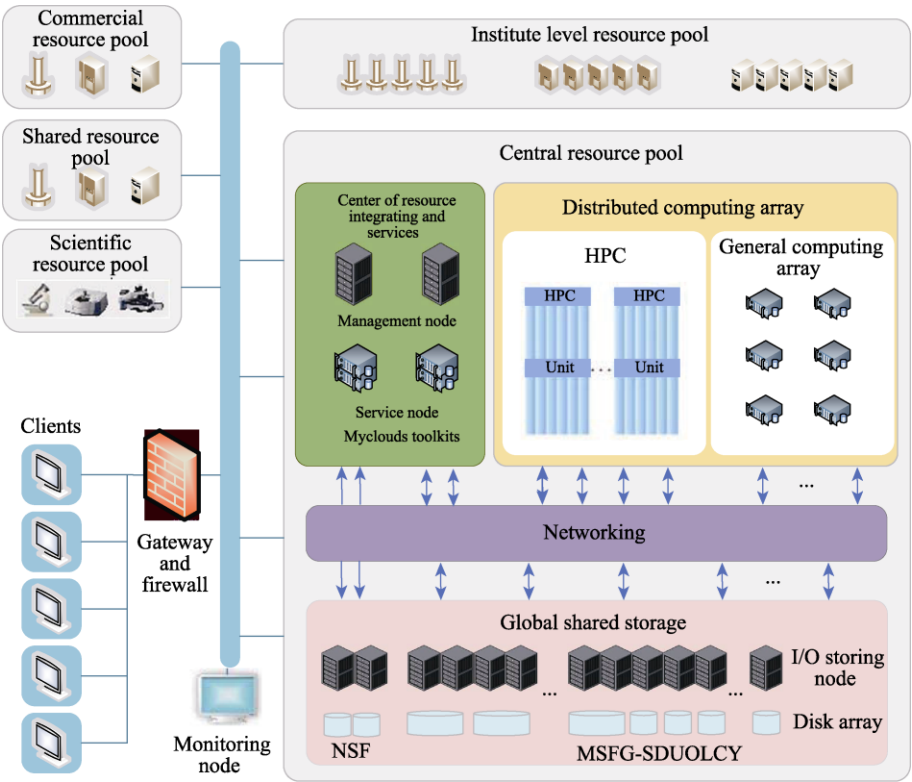 Commercial
resource pool
Shared resource
pool
Scientific
resource pool
Clients
Gateway
and
firewall
Monitoring
node
Institute level resource pool
Central resource pool
Center of resource
integrating and
services
Management node
Service node
Myclouds toolkits
Distributed computing array
HPC
HPC
HPC
Unit
...
Unit
General computing
array
...
Networking
...
Global shared storage
I/O storing
node
...
...
Disk array
NSF
MSFG-SDUOLCY